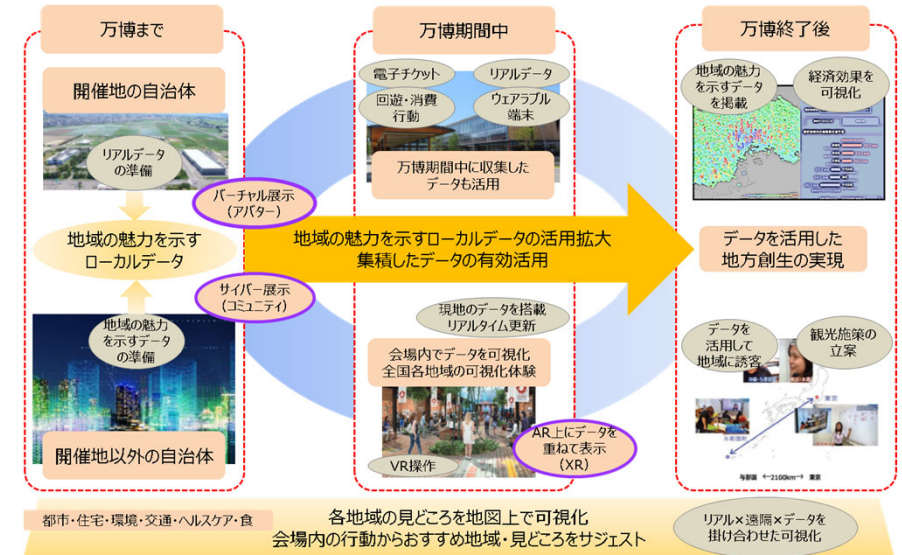 万博まで
開催地の自治体
リアルデータ
の準備
地域の魅力を示す
ローカルデータ
地域の魅力
を示すデータ
の準備
開催地以外の自治体
バーチャル展示
(アバター)
サイバー展示
(コミュニティ)
万博期間中
電子チケット
リアルデータ
回遊・消費
行動
ウェアラブル
端末
万博期間中に収集した
データも活用
地域の魅力を示すローカルデータの活用拡大
集積したデータの有効活用
現地のデータを搭載
リアルタイム更新
会場内でデータを可視化
全国各地域の可視化体験
VR操作
AR上にデータを
重ねて表示
(XR)
万博終了後
地域の魅力
を示すデータ
を掲載
経済効果を
可視化
データを活用した
地方創生の実現
データを
活用して
地域に誘客
観光施策の
立案
東京
与那国町
与那国 ←2100km→ 東京
都市・住宅・環境・交通・ヘルスケア・食
各地域の見どころを地図上で可視化
会場内の行動からおすすめ地域・見どころをサジェスト
リアル×遠隔×データを
掛け合わせた可視化